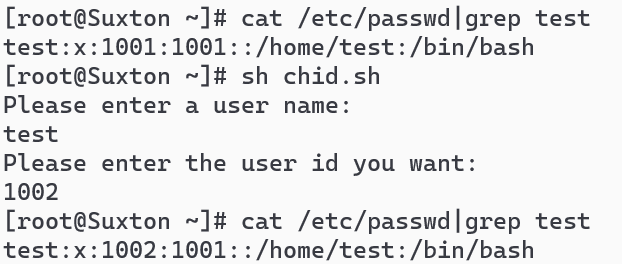 [root@Suxton ~]# cat /etc/passwd|grep test
test:x:1001:1001::/home/test:/bin/bash
[root@Suxton ~]# sh chid.sh
Please enter a user name:
test
Please enter the user id you want:
1002
[root@Suxton ~]# cat /etc/passwd|grep test
test:x:1002:1001::/home/test:/bin/bash